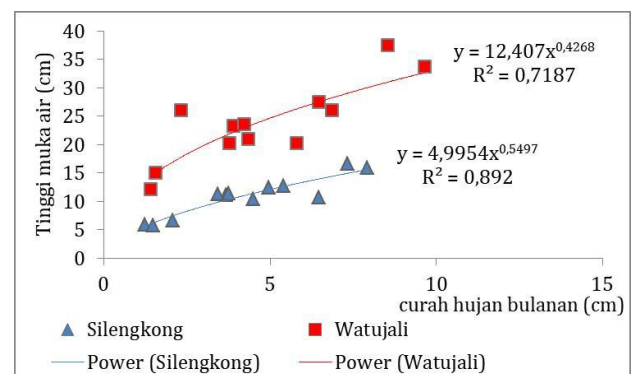 40
35
30
25
20
15
10
5
0
Tinggi muka air (cm)
y = 12,407x^0,4268
R² = 0,7187
y = 4,9954x^0,5497
R² = 0,892
0 5 10 15
curah hujan bulanan (cm)
Silengkong Watujali
Power (Silengkong) Power (Watujali)